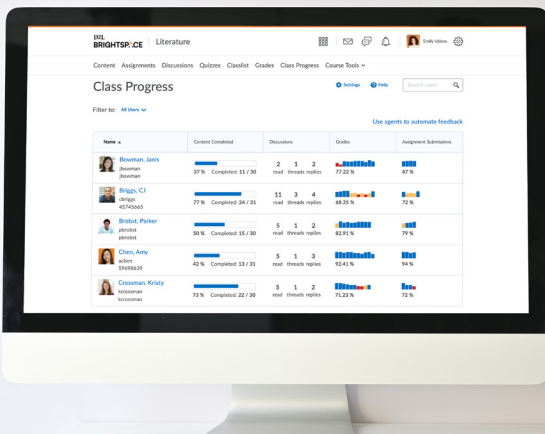 D2L
BRIGHTSPACE Literature Emily Valens
Content Assignments Discussions Quizzes Classlist Grades Class Progress Course Tools
Class Progress Settings Help Search users
Filter to: All Users
Use agents to automate feedback
Name Content Completed Discussions Grades Assignment Submissions
Bowman, Janis
jbowman 37 % Completed: 11 / 30 2 read 1 threads 2 replies 77.22 % 87 %
jbowman
Briggs, CJ
cbriggs 77 % Completed: 24 / 31 11 read 3 threads 4 replies 68.35 % 72 %
45745665
Brobst, Parker
pbrobst 50 % Completed: 15 / 30 5 read 1 threads 2 replies 82.91 % 79 %
pbrobst
Chen, Amy
achen 42 % Completed: 13 / 31 5 read 1 threads 3 replies 92.41 % 94 %
59698639
Crossman, Kristy
kcrossman 73 % Completed: 22 / 30 5 read 1 threads 2 replies 71.23 % 72 %
kcrossman